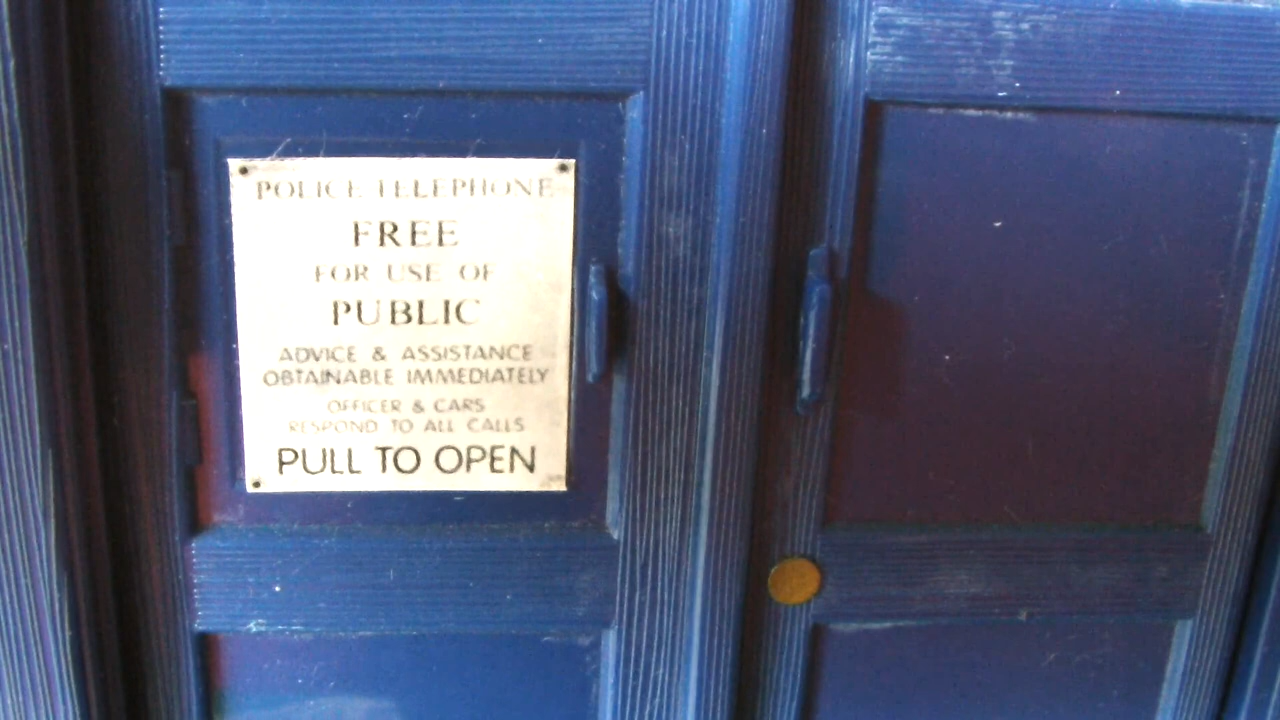 POLICE TELEPHONE
FREE
FOR USE OF
PUBLIC
ADVICE & ASSISTANCE
OBTAINABLE IMMEDIATELY
OFFICER & CARS
RESPOND TO ALL CALLS
PULL TO OPEN